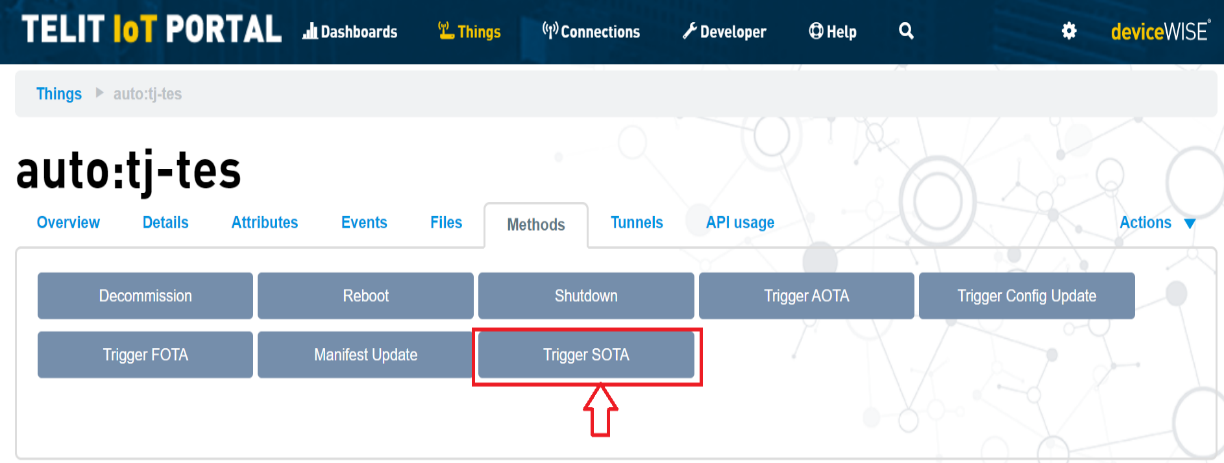 TELIT IoT PORTAL Dashboards Things Connections Developer Help deviceWISE°
Things auto:tj-tes
auto:tj-tes
Overview Details Attributes Events Files Methods Tunnels API usage Actions
Decommission Reboot Shutdown Trigger AOTA Trigger Config Update
Trigger FOTA Manifest Update Trigger SOTA